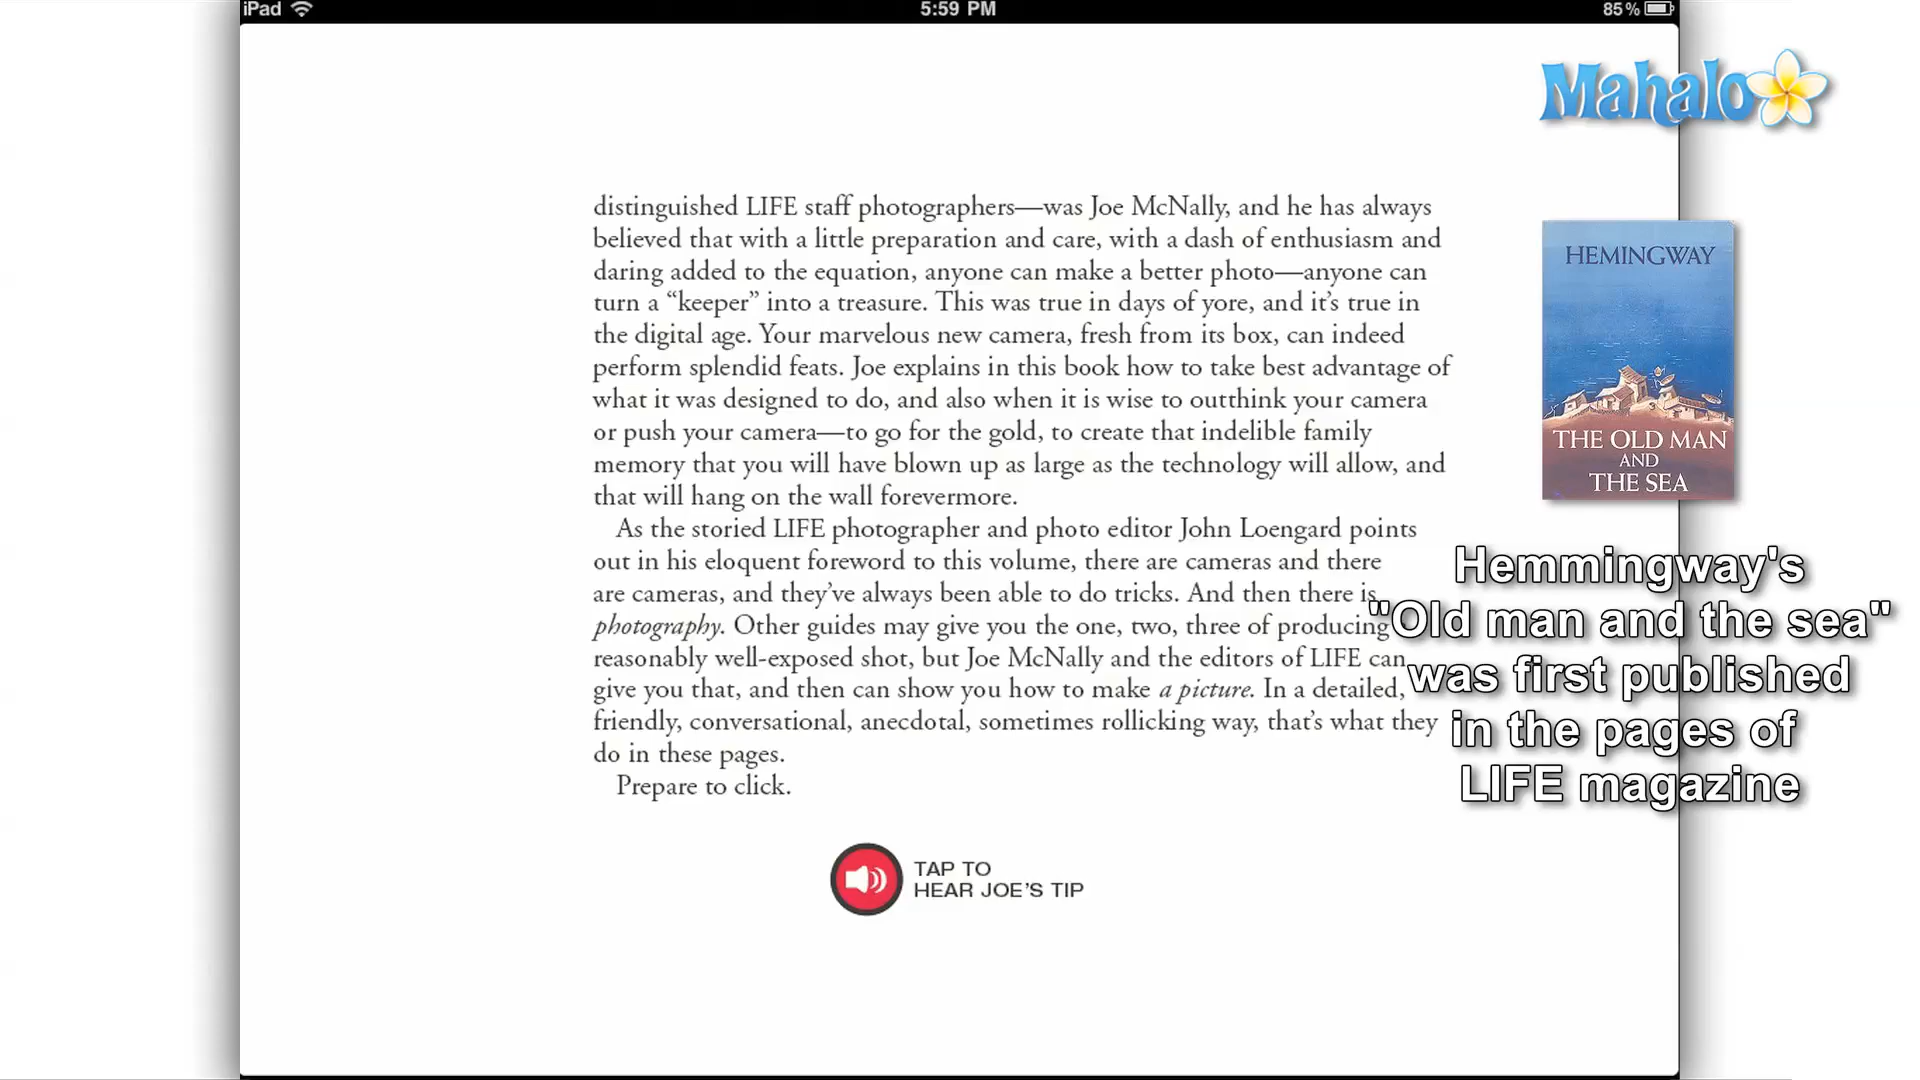 iPad
5:59 PM
85%
Mahalo
distinguished LIFE staff photographers—was Joe McNally, and he has always
believed that with a little preparation and care, with a dash of enthusiasm and
daring added to the equation, anyone can make a better photo—anyone can
turn a “keeper” into a treasure. This was true in days of yore, and it’s true in
the digital age. Your marvelous new camera, fresh from its box, can indeed
perform splendid feats. Joe explains in this book how to take best advantage of
what it was designed to do, and also when it is wise to outthink your camera
or push your camera—to go for the gold, to create that indelible family
memory that you will have blown up as large as the technology will allow, and
that will hang on the wall forevermore.
As the storied LIFE photographer and photo editor John Loengard points
out in his eloquent foreword to this volume, there are cameras and there
are cameras, and they’ve always been able to do tricks. And then there is
photography. Other guides may give you the one, two, three of producing
reasonably well-exposed shot, but Joe McNally and the editors of LIFE can
give you that, and then can show you how to make a picture. In a detailed,
friendly, conversational, anecdotal, sometimes rollicking way, that’s what they
do in these pages.
Prepare to click.
TAP TO
HEAR JOE’S TIP
HEMINGWAY
THE OLD MAN
AND
THE SEA
Hemmingway's
"Old man and the sea"
was first published
in the pages of
LIFE magazine